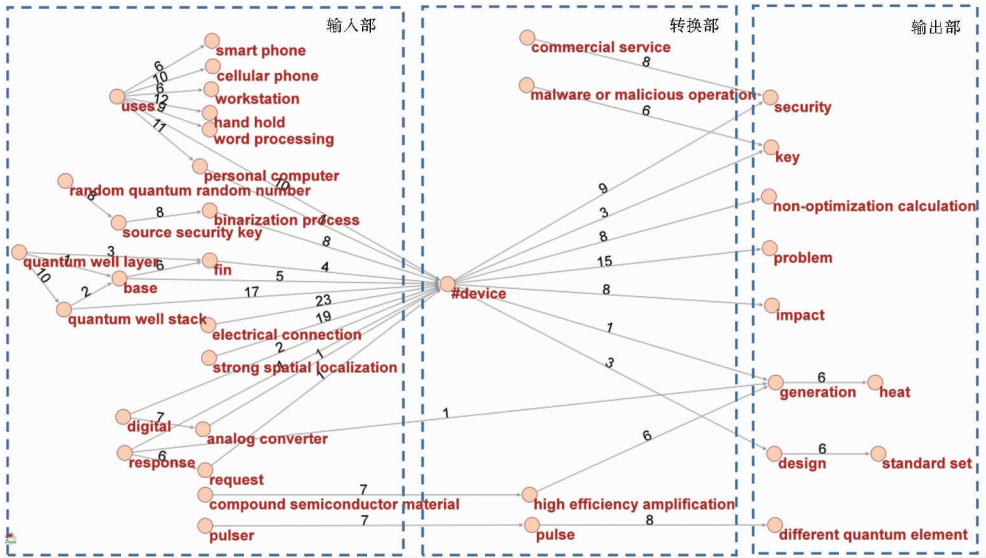 输入部
转换部
输出部
smart phone
6
cellular phone
10
6
workstation
uses
12
hand hold
9
word processing
11
personal computer
10
random quantum random number
8
8
binarization process
source security key
8
quantum well layer
3
1
6
fin
4
10
base
5
2
17
quantum well stack
23
electrical connection
19
strong spatial localization
2
1
1
digital
7
analog converter
response
6
request
1
compound semiconductor material
7
pulser
7
commercial service
8
malware or malicious operation
6
9
3
8
15
#device
8
1
3
1
6
high efficiency amplification
pulse
8
security
key
non-optimization calculation
problem
impact
generation
6
heat
design
6
standard set
different quantum element